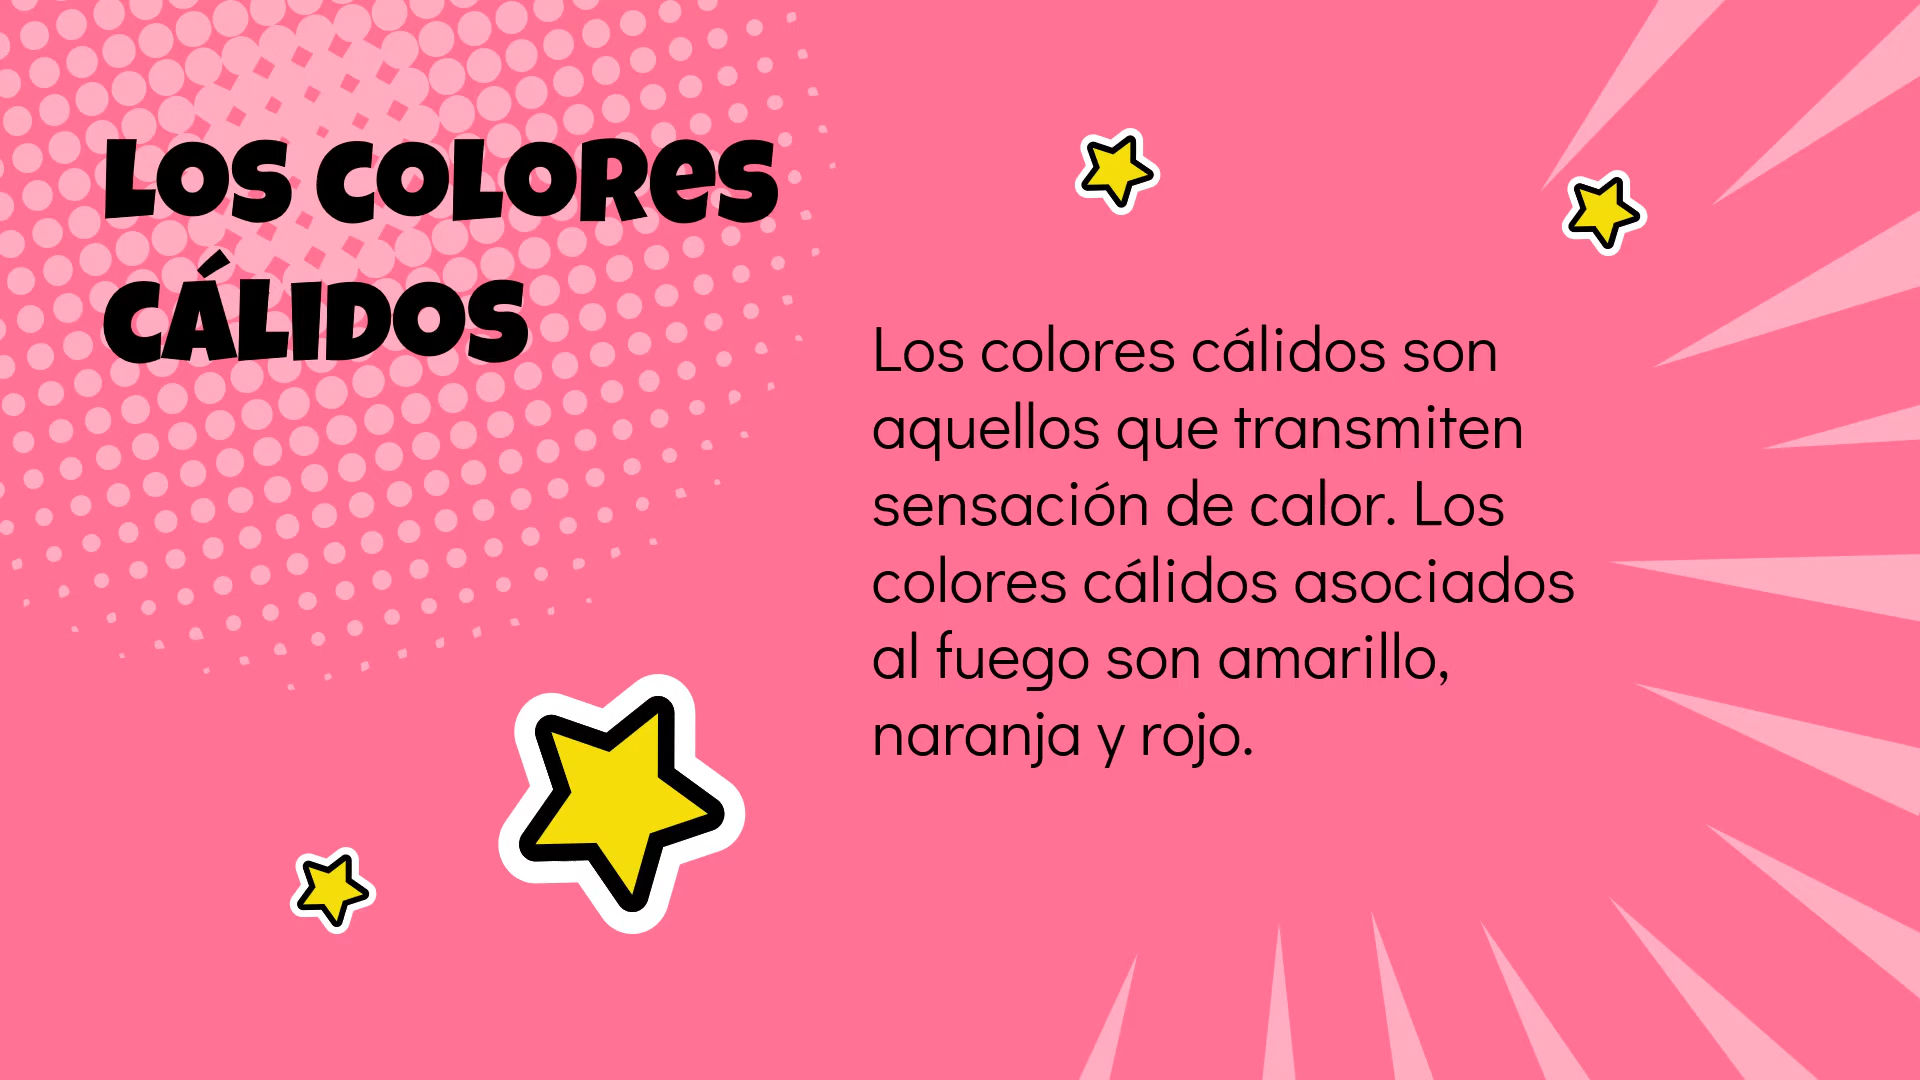 LOS COLORES
CÁLIDOS
Los colores cálidos son
aquellos que transmiten
sensación de calor. Los
colores cálidos asociados
al fuego son amarillo,
naranja y rojo.